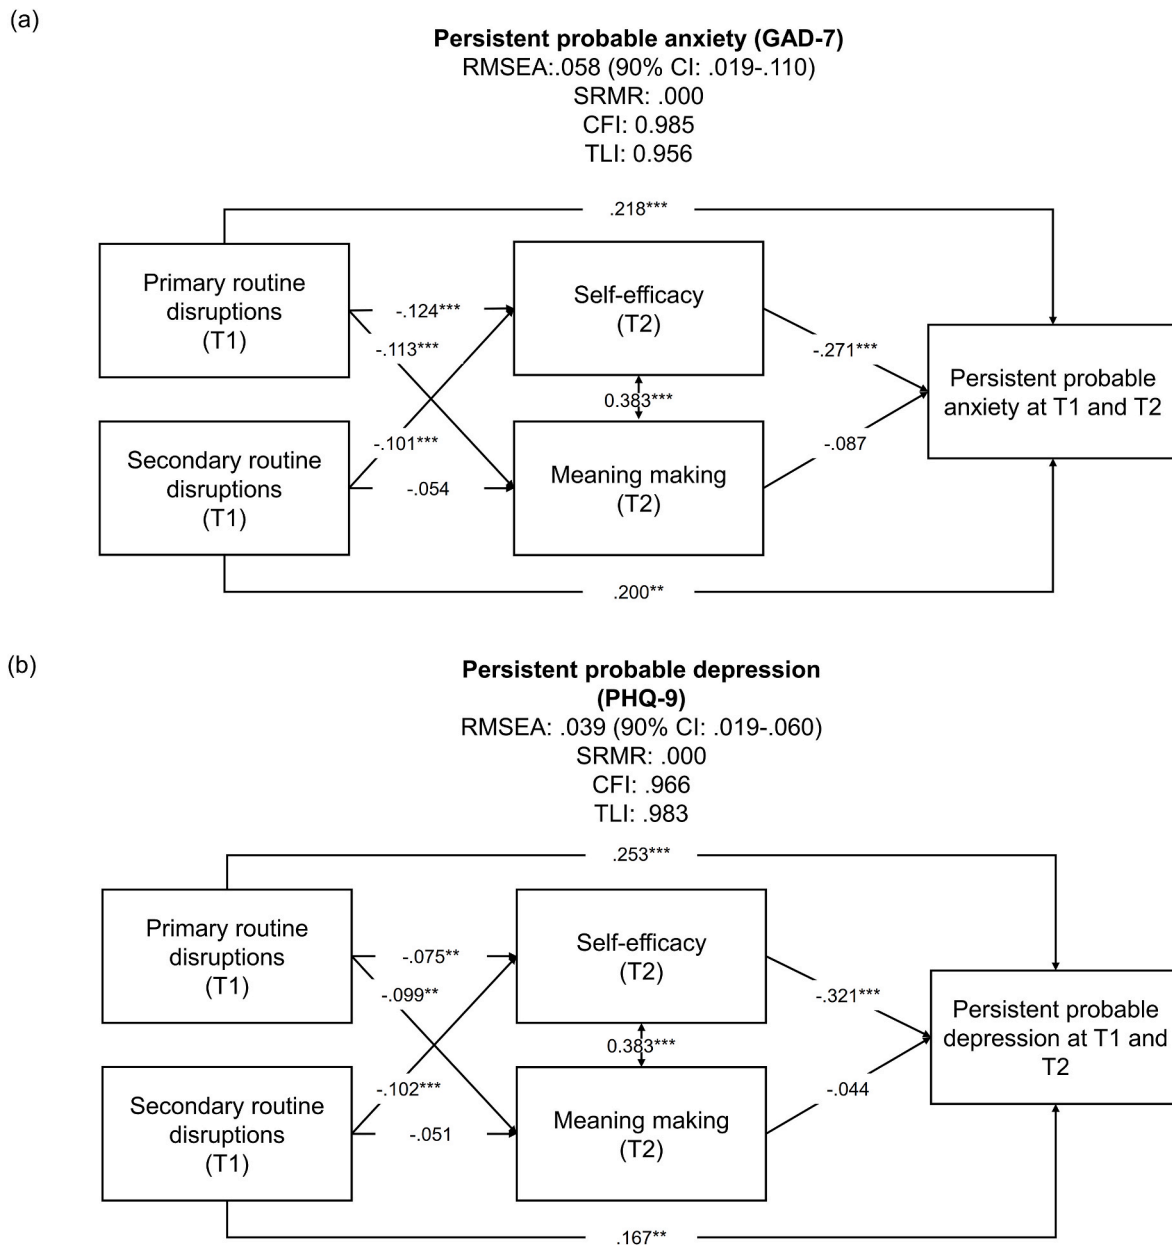 (a)
Persistent probable anxiety (GAD-7)
RMSEA:.058 (90% CI: .019-.110)
SRMR: .000
CFI: 0.985
TLI: 0.956
.218***
Primary routine
disruptions
(T1)
-.124***
-.113***
Self-efficacy
(T2)
-.271***
0.383***
Persistent probable
anxiety at T1 and T2
Secondary routine
disruptions
(T1)
-.101***
-.054
Meaning making
(T2)
-.087
.200**
(b)
Persistent probable depression
(PHQ-9)
RMSEA: .039 (90% CI: .019-.060)
SRMR: .000
CFI: .966
TLI: .983
.253***
Primary routine
disruptions
(T1)
-.075**
-.099**
Self-efficacy
(T2)
-.321***
0.383***
Persistent probable
depression at T1 and
T2
Secondary routine
disruptions
(T1)
-.102***
-.051
Meaning making
(T2)
-.044
.167**